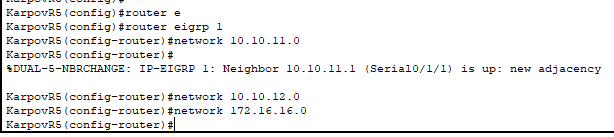 KarpovR5(config)#router e
KarpovR5(config)#router eigrp 1
KarpovR5(config-router)#network 10.10.11.0
KarpovR5(config-router)#
%DUAL-5-NBRCHANGE: IP-EIGRP 1: Neighbor 10.10.11.1 (Serial0/1/1) is up: new adjacency
KarpovR5(config-router)#network 10.10.12.0
KarpovR5(config-router)#network 172.16.16.0
KarpovR5(config-router)#